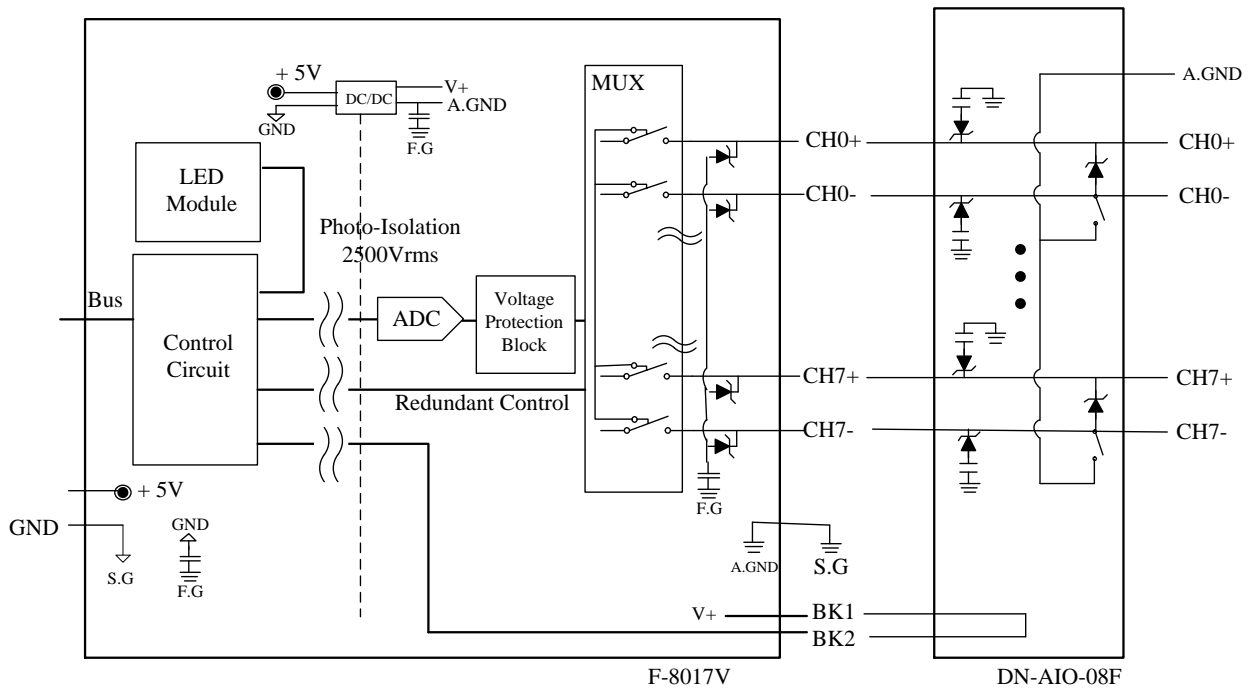 + 5V
DC/DC
V+
A.GND
GND
F.G
MUX
LED
Module
Photo-Isolation
2500Vrms
Bus
Control
Circuit
ADC
Voltage
Protection
Block
Redundant Control
+ 5V
GND
S.G
GND
F.G
F.G
A.GND
S.G
V+
CH0+
CH0-
CH7+
CH7-
BK1
BK2
F-8017V
A.GND
CH0+
CH0-
CH7+
CH7-
DN-AIO-08F